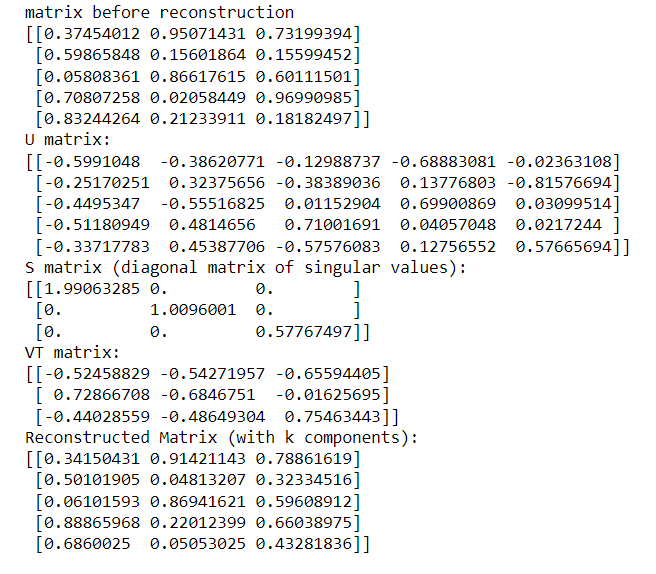 matrix before reconstruction
[[0.37454012 0.95071431 0.73199394]
 [0.59865848 0.15601864 0.15599452]
 [0.05808361 0.86617615 0.60111501]
 [0.70807258 0.02058449 0.96990985]
 [0.83244264 0.21233911 0.18182497]]
U matrix:
[[-0.5991048  -0.38620771 -0.12988737 -0.68883081 -0.02363108]
 [-0.25170251  0.32375656 -0.38389036  0.13776803 -0.81576694]
 [-0.4495347  -0.55516825  0.01152904  0.69900869  0.03099514]
 [-0.51180949  0.4814656   0.71001691  0.04057048  0.0217244 ]
 [-0.33717783  0.45387706 -0.57576083  0.12756552  0.57665694]]
S matrix (diagonal matrix of singular values):
[[1.99063285 0.         0.        ]
 [0.         1.0096001  0.        ]
 [0.         0.         0.57767497]]
VT matrix:
[[-0.52458829 -0.54271957 -0.65594405]
 [ 0.72866708 -0.6846751  -0.01625695]
 [-0.44028559 -0.48649304  0.75463443]]
Reconstructed Matrix (with k components):
[[0.34150431 0.91421143 0.78861619]
 [0.50101905 0.04813207 0.32334516]
 [0.06101593 0.86941621 0.59608912]
 [0.88865968 0.22012399 0.66038975]
 [0.6860025  0.05053025 0.43281836]]